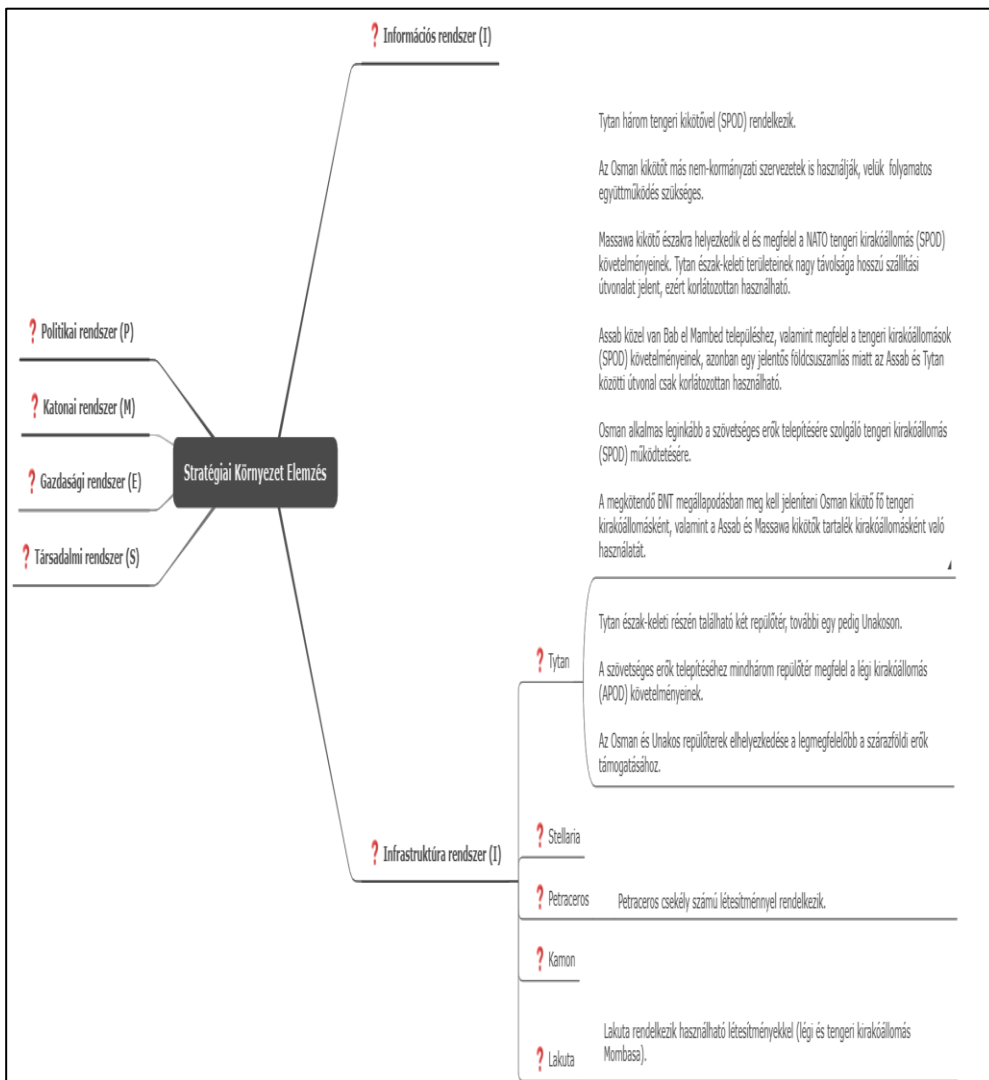 Információs rendszer (I)
Politikai rendszer (P)
Katonai rendszer (M)
Gazdasági rendszer (E)
Társadalmi rendszer (S)
Stratégiai Környezet Elemzés
Tytan három tengeri kikötővel (SPOD) rendelkezik.
Az Osman kikötőt más nem-kormányzati szervezetek is használják, velük folyamatos
együttműködés szükséges.
Massawa kikötő északra helyezkedik el és megfelel a NATO tengeri kirakóállomás (SPOD)
követelményeinek. Tytan észak-keleti területeinek nagy távolsága hosszú szállítási
útvonalat jelent, ezért korlátozottan használható.
Assab közel van Bab el Mambed településhez, valamint megfelel a tengeri kirakóállomások
(SPOD) követelményeinek, azonban egy jelentős földcsuszamlás miatt az Assab és Tytan
közötti útvonal csak korlátozottan használható.
Osman alkalmas leginkább a szövetséges erők telepítésére szolgáló tengeri kirakóállomás
(SPOD) működtetésére.
A megkötendő BNT megállapodásban meg kell jeleníteni Osman kikötő fő tengeri
kirakóállomásként, valamint a Assab és Massawa kikötők tartalék kirakóállomásként való
használatát.
Tytan észak-keleti részén található két repülőtér, további egy pedig Unakoson.
A szövetséges erők telepítéséhez mindhárom repülőtér megfelel a légi kirakóállomás
(APOD) követelményeinek.
Az Osman és Unakos repülőterek elhelyezkedése a legmegfelelőbb a szárazföldi erők
támogatásához.
Infrastruktúra rendszer (I)
Tytan
Stellaria
Petraceros
Petraceros csekély számú létesítménnyel rendelkezik.
Kamon
Lakuta
Lakuta rendelkezik használható létesítményekkel (légi és tengeri kirakóállomás
Mombasa).